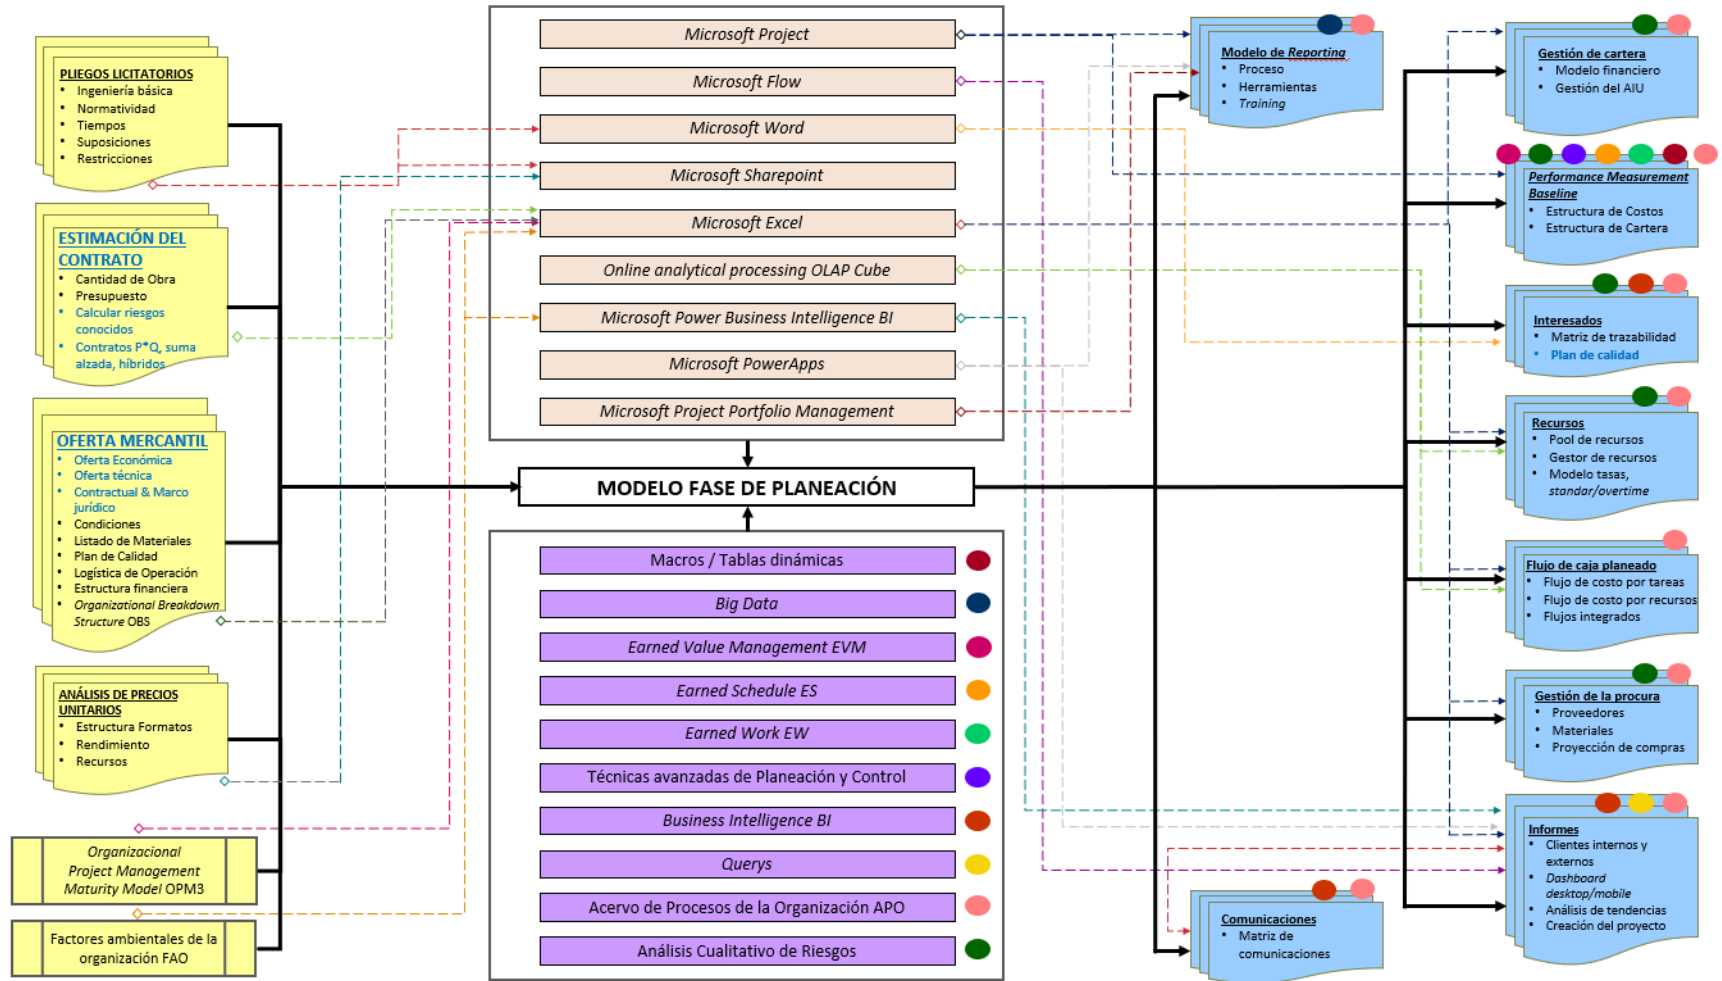 PLIEGOS LICITATORIOS
• Ingeniería básica
• Normatividad
• Tiempos
• Suposiciones
• Restricciones
ESTIMACIÓN DEL
CONTRATO
• Cantidad de Obra
• Presupuesto
• Calcular riesgos
conocidos
• Contratos P*Q, suma
alzada, híbridos
OFERTA MERCANTIL
• Oferta Económica
• Oferta técnica
• Contractual & Marco
jurídico
• Condiciones
• Listado de Materiales
• Plan de Calidad
• Logística de Operación
• Estructura financiera
• Organizational Breakdown
Structure OBS
ANÁLISIS DE PRECIOS
UNITARIOS
• Estructura Formatos
• Rendimiento
• Recursos
Organizacional
Project Management
Maturity Model OPM3
Factores ambientales de la
organización FAO
Microsoft Project
Microsoft Flow
Microsoft Word
Microsoft Sharepoint
Microsoft Excel
Online analytical processing OLAP Cube
Microsoft Power Business Intelligence BI
Microsoft PowerApps
Microsoft Project Portfolio Management
MODELO FASE DE PLANEACIÓN
Macros / Tablas dinámicas
Big Data
Earned Value Management EVM
Earned Schedule ES
Earned Work EW
Técnicas avanzadas de Planeación y Control
Business Intelligence BI
Querys
Acervo de Procesos de la Organización APO
Análisis Cualitativo de Riesgos
Modelo de Reporting
• Proceso
• Herramientas
• Training
Comunicaciones
• Matriz de
comunicaciones
Gestión de cartera
• Modelo financiero
• Gestión del AIU
Performance Measurement
Baseline
• Estructura de Costos
• Estructura de Cartera
Interesados
• Matriz de trazabilidad
• Plan de calidad
Recursos
• Pool de recursos
• Gestor de recursos
• Modelo tasas,
standar/overtime
Flujo de caja planeado
• Flujo de costo por tareas
• Flujo de costo por recursos
• Flujos integrados
Gestión de la procura
• Proveedores
• Materiales
• Proyección de compras
Informes
• Clientes internos y
externos
• Dashboard
desktop/mobile
• Análisis de tendencias
• Creación del proyecto